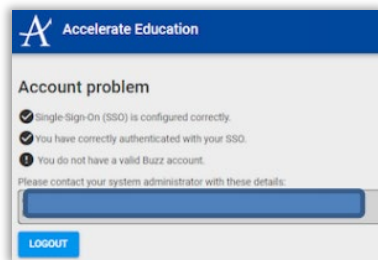 Accelerate Education
Account problem
Single-Sign-On (SSO) is configured correctly.
You have correctly authenticated with your SSO.
You do not have a valid Buzz account.
Please contact your system administrator with these details:
LOGOUT